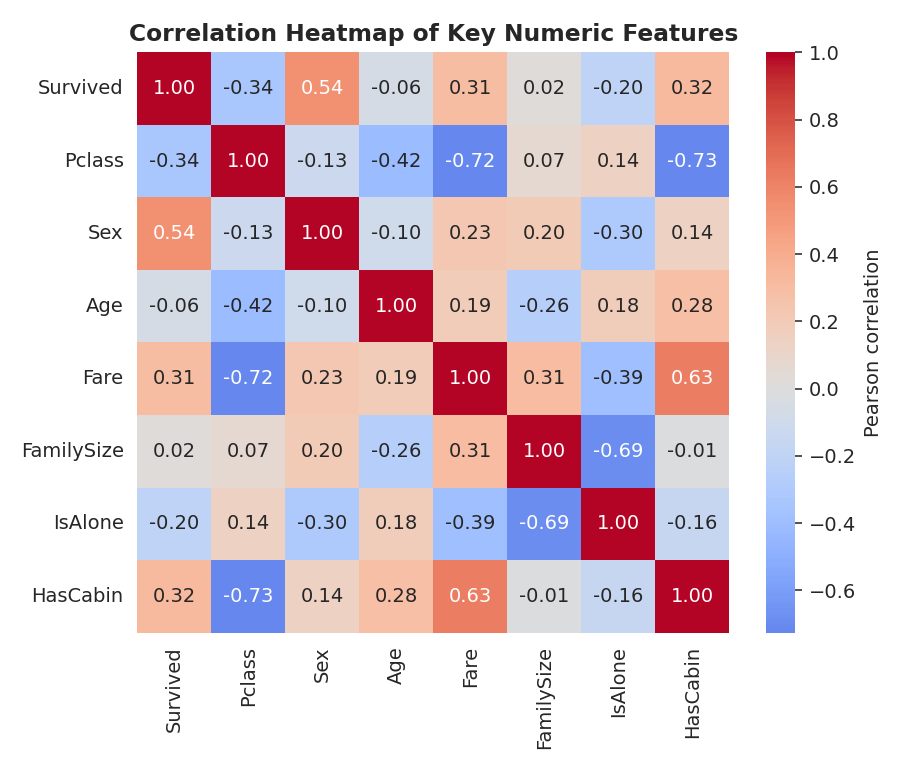 Correlation Heatmap of Key Numeric Features
Survived 1.00 -0.34 0.54 -0.06 0.31 0.02 -0.20 0.32
Pclass -0.34 1.00 -0.13 -0.42 -0.72 0.07 0.14 -0.73
Sex 0.54 -0.13 1.00 -0.10 0.23 0.20 -0.30 0.14
Age -0.06 -0.42 -0.10 1.00 0.19 -0.26 0.18 0.28
Fare 0.31 -0.72 0.23 0.19 1.00 0.31 -0.39 0.63
FamilySize 0.02 0.07 0.20 -0.26 0.31 1.00 -0.69 -0.01
IsAlone -0.20 0.14 -0.30 0.18 -0.39 -0.69 1.00 -0.16
HasCabin 0.32 -0.73 0.14 0.28 0.63 -0.01 -0.16 1.00
Survived Pclass Sex Age Fare FamilySize IsAlone HasCabin
1.0
0.8
0.6
0.4
0.2
0.0
−0.2
−0.4
−0.6
Pearson correlation